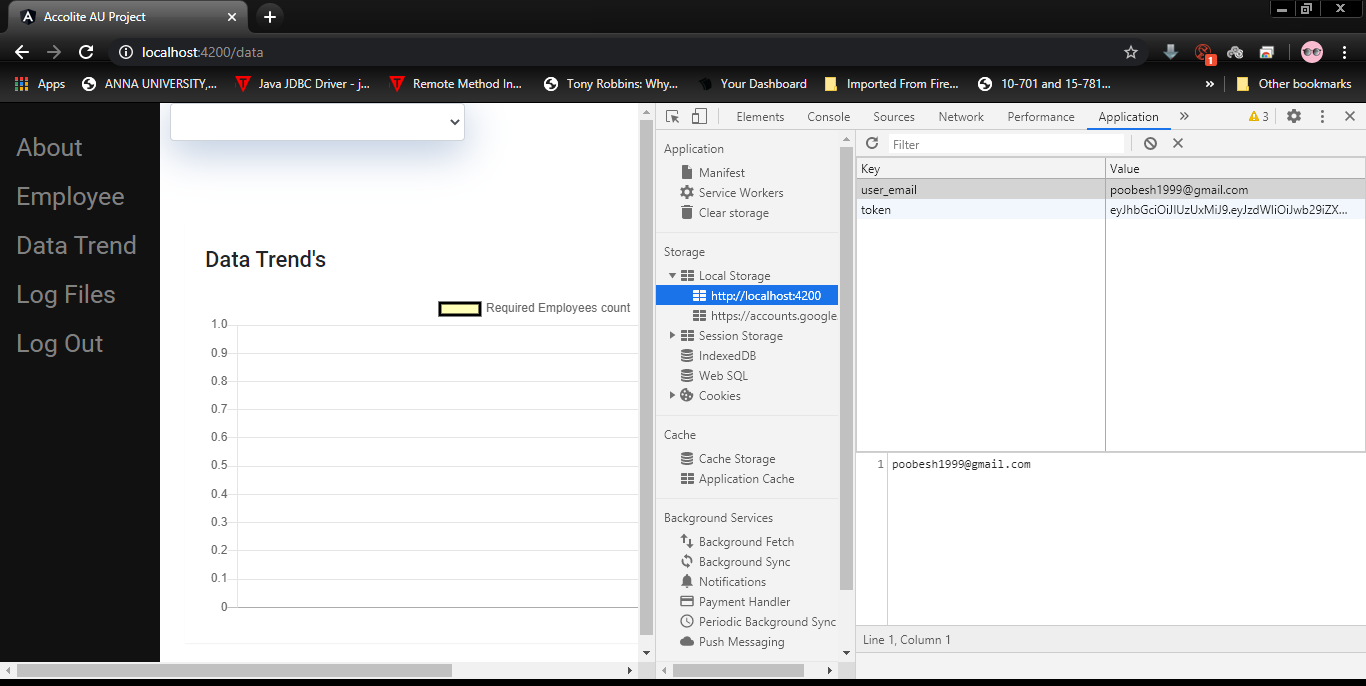 Accolite AU Project
localhost:4200/data
1
Apps
ANNA UNIVERSITY,...
Java JDBC Driver - j...
Remote Method In...
Tony Robbins: Why...
Your Dashboard
Imported From Fire...
10-701 and 15-781...
»
Other bookmarks
About
Employee
Data Trend
Log Files
Log Out
Data Trend's
Required Employees count
1.0
0.9
0.8
0.7
0.6
0.5
0.4
0.3
0.2
0.1
0
Elements
Console
Sources
Network
Performance
Application
»
3
Application
Manifest
Service Workers
Clear storage
Storage
Local Storage
http://localhost:4200
https://accounts.google.
Session Storage
IndexedDB
Web SQL
Cookies
Cache
Cache Storage
Application Cache
Background Services
Background Fetch
Background Sync
Notifications
Payment Handler
Periodic Background Sync
Push Messaging
Filter
Key Value
user_email poobesh1999@gmail.com
token eyJhbGciOiJIUzUxMiJ9.eyJzdWIiOiJwb29iZX...
1 poobesh1999@gmail.com
Line 1, Column 1